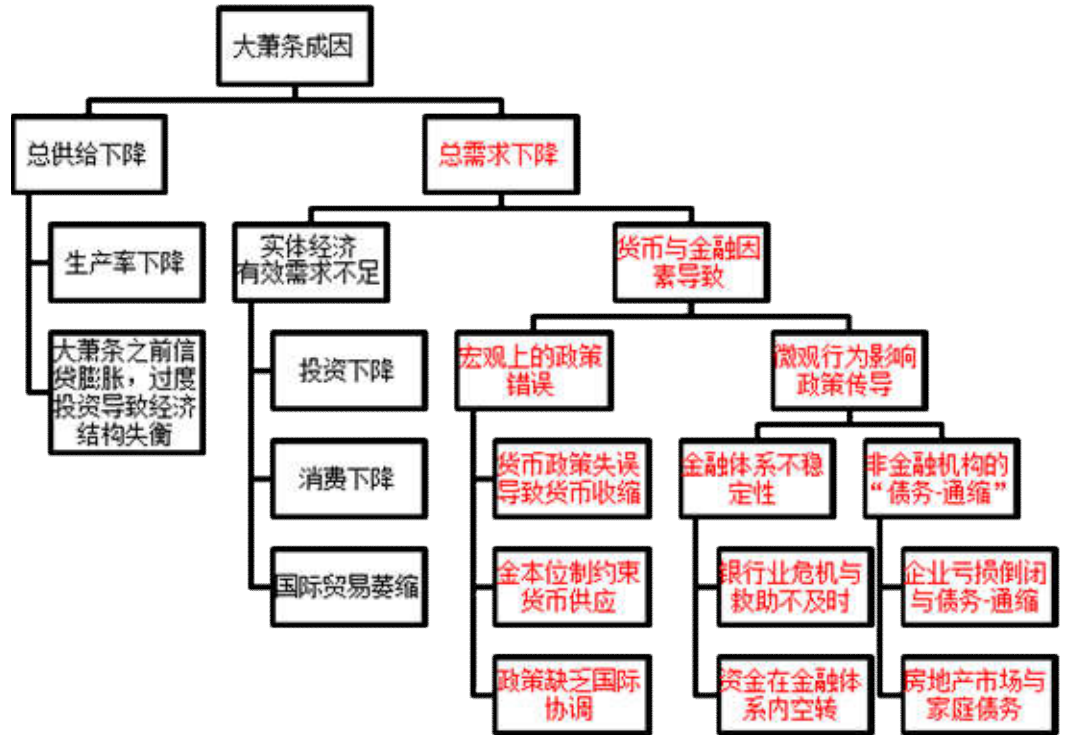 大萧条成因
总供给下降
总需求下降
生产率下降
大萧条之前信
贷膨胀，过度
投资导致经济
结构失衡
实体经济
有效需求不足
货币与金融因
素导致
投资下降
消费下降
国际贸易萎缩
宏观上的政策
错误
微观行为影响
政策传导
货币政策失误
导致货币收缩
金本位制约束
货币供应
政策缺乏国际
协调
金融体系不稳
定性
非金融机构的
“债务-通缩”
银行业危机与
救助不及时
资金在金融体
系内空转
企业亏损倒闭
与债务-通缩
房地产市场与
家庭债务